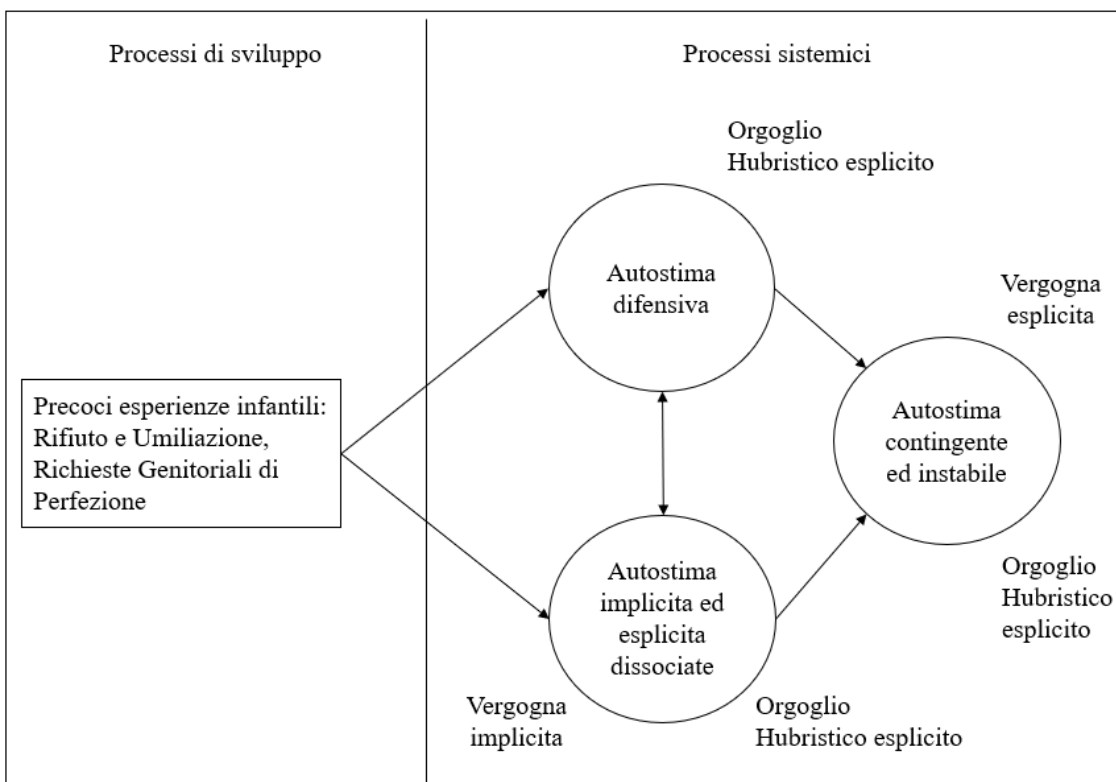 Processi di sviluppo
Processi sistemici
Orgoglio
Hubristico esplicito
Autostima
difensiva
Vergogna
esplicita
Precoci esperienze infantili:
Rifiuto e Umiliazione,
Richieste Genitoriali di
Perfezione
Autostima
contingente
ed instabile
Autostima
implicita ed
esplicita
dissociate
Orgoglio
Hubristico
esplicito
Vergogna
implicita
Orgoglio
Hubristico esplicito